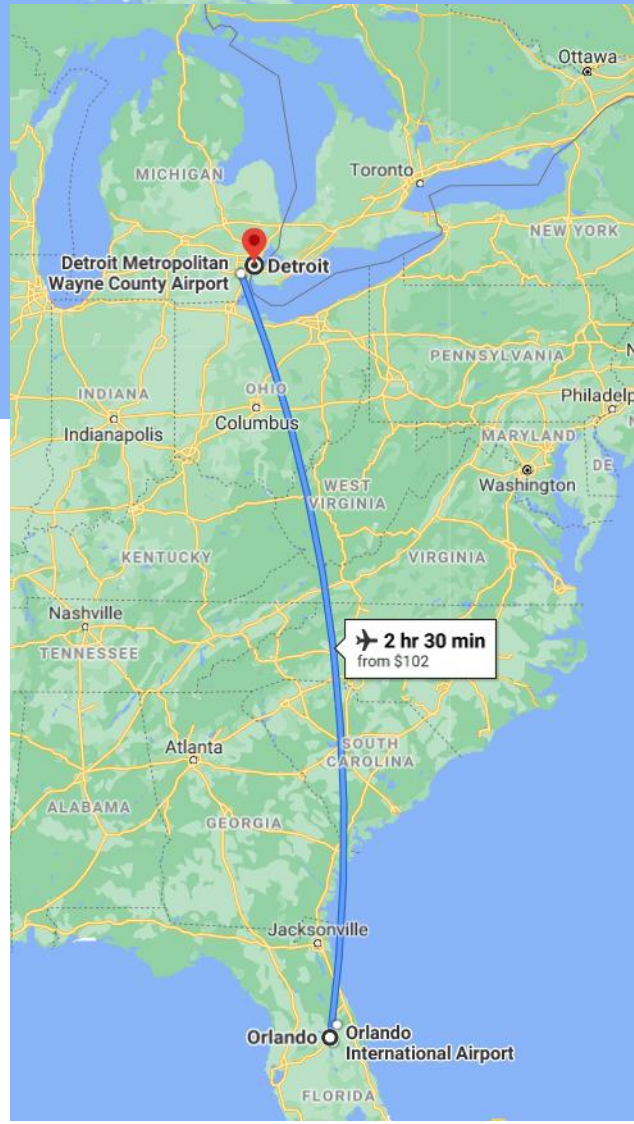 Ottawa
Toronto
MICHIGAN
NEW YORK
Detroit Metropolitan
Wayne County Airport
Detroit
PENNSYLVANIA
N
INDIANA
OHIO
Philadelp
Columbus
Indianapolis
MARYLAND
N
DE
WEST
VIRGINIA
Washington
KENTUCKY
VIRGINIA
Nashville
TENNESSEE
2 hr 30 min
from $102
Atlanta
SOUTH
CAROLINA
ALABAMA
GEORGIA
Jacksonville
Orlando
Orlando
International Airport
FLORIDA